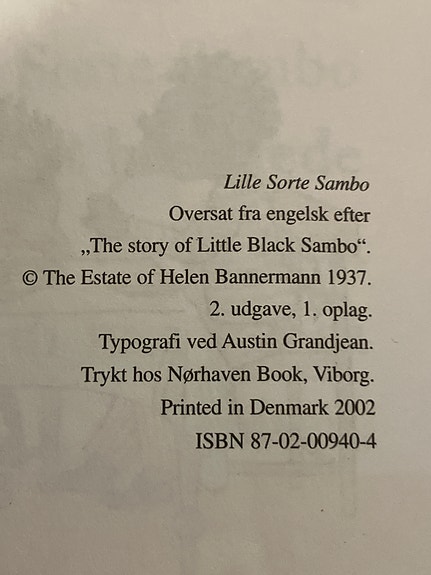 Lille Sorte Sambo
Oversat fra engelsk efter
„The story of Little Black Sambo“.
© The Estate of Helen Bannermann 1937.
2. udgave, 1. oplag.
Typografi ved Austin Grandjean.
Trykt hos Nørhaven Book, Viborg.
Printed in Denmark 2002
ISBN 87-02-00940-4